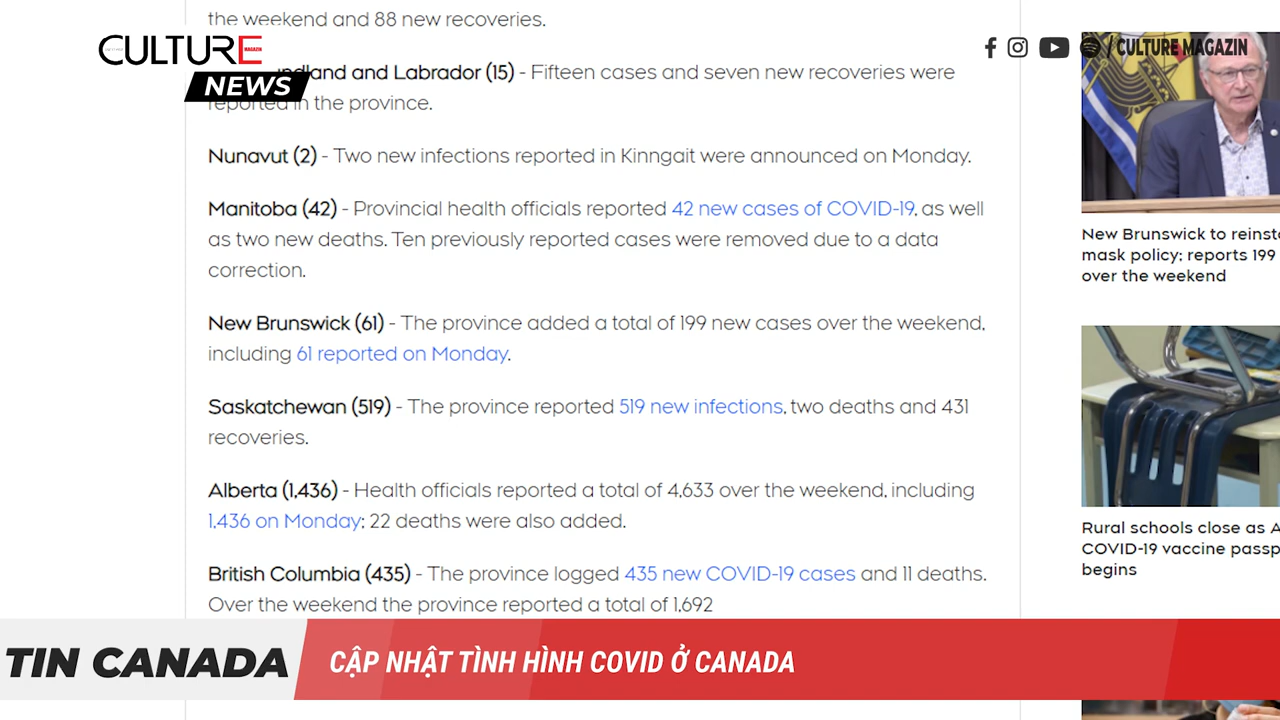 the weekend and 88 new recoveries.
CULTURE
NEWS
/ CULTURE MAGAZIN
and Labrador (15) - Fifteen cases and seven new recoveries were
reported in the province.
Nunavut (2) - Two new infections reported in Kinngait were announced on Monday.
Manitoba (42) - Provincial health officials reported 42 new cases of COVID-19, as well
as two new deaths. Ten previously reported cases were removed due to a data
correction.
New Brunswick (61) - The province added a total of 199 new cases over the weekend,
including 61 reported on Monday.
Saskatchewan (519) - The province reported 519 new infections, two deaths and 431
recoveries.
Alberta (1,436) - Health officials reported a total of 4,633 over the weekend, including
1,436 on Monday; 22 deaths were also added.
British Columbia (435) - The province logged 435 new COVID-19 cases and 11 deaths.
Over the weekend the province reported a total of 1,692
New Brunswick to reinst
mask policy; reports 199
over the weekend
Rural schools close as A
COVID-19 vaccine passp
begins
TIN CANADA
CẬP NHẬT TÌNH HÌNH COVID Ở CANADA